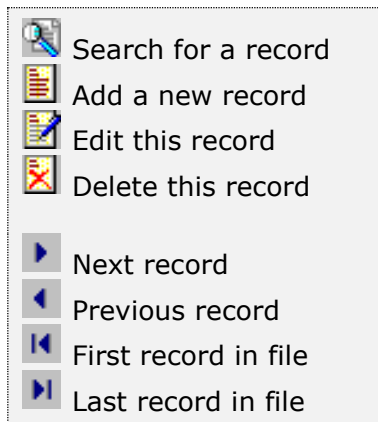 Search for a record
Add a new record
Edit this record
Delete this record
Next record
Previous record
First record in file
Last record in file